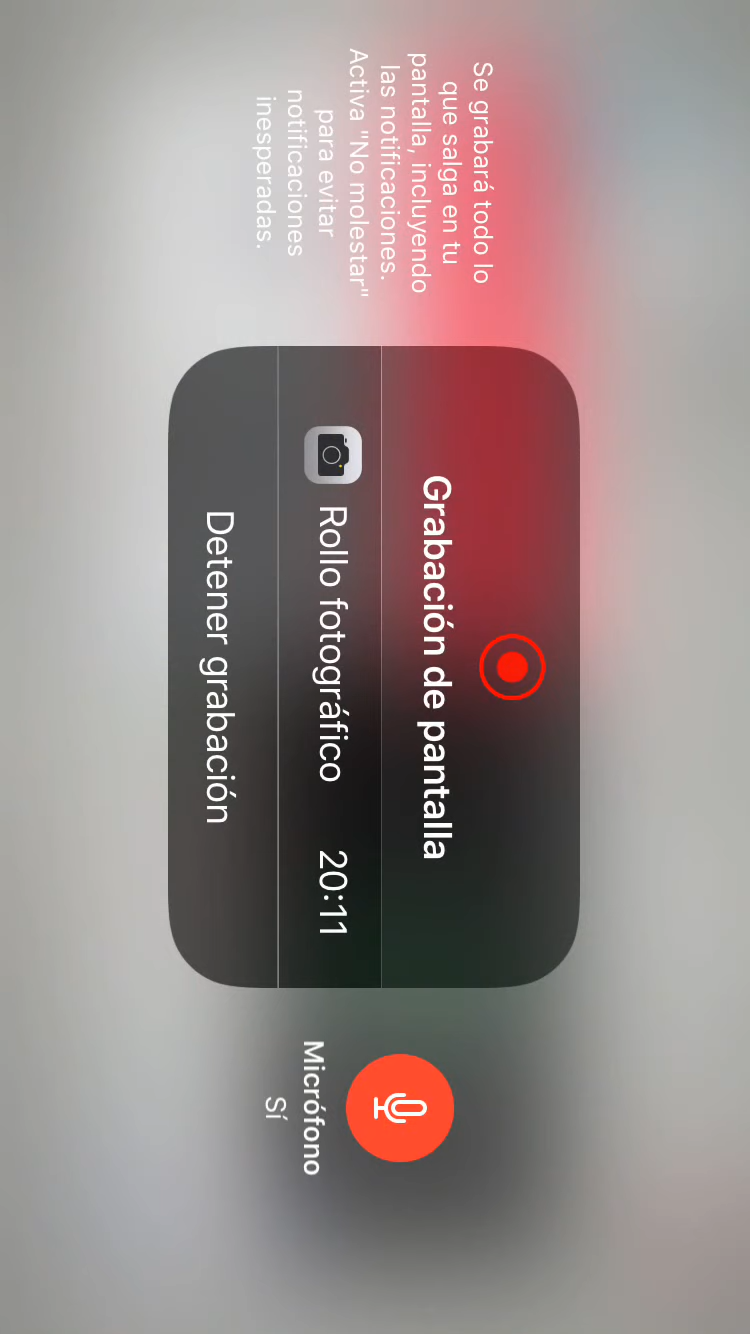 Se grabará todo lo
que salga en tu
pantalla, incluyendo
las notificaciones.
Activa "No molestar"
para evitar
notificaciones
inesperadas.
Grabación de pantalla
Rollo fotográfico 20:11
Detener grabación
Micrófono
Sí